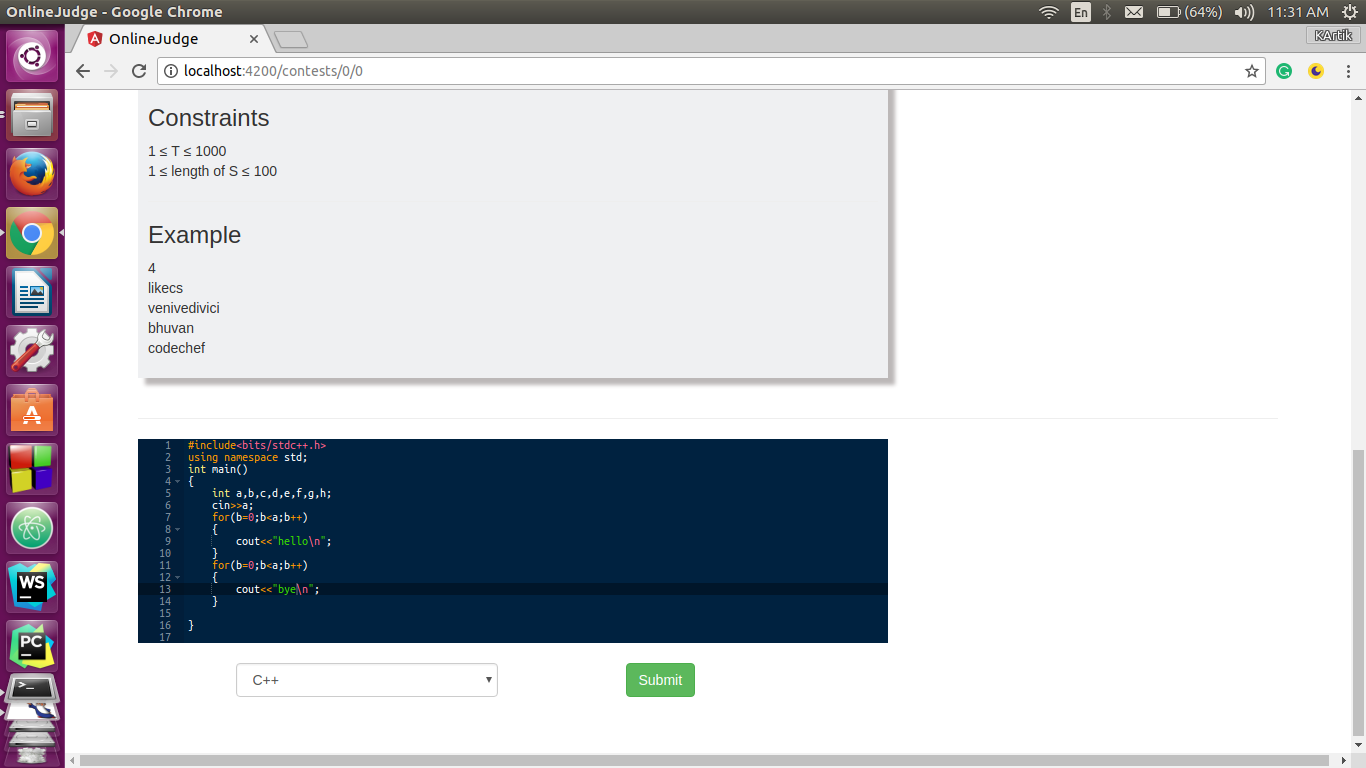 OnlineJudge - Google Chrome
En
(64%)
11:31 AM
OnlineJudge
KArtik
localhost:4200/contests/0/0
Constraints
1 ≤ T ≤ 1000
1 ≤ length of S ≤ 100
Example
4
likecs
venivedivici
bhuvan
codechef
1 #include<bits/stdc++.h>
2 using namespace std;
3 int main()
4 {
5 int a,b,c,d,e,f,g,h;
6 cin>>a;
7 for(b=0;b<a;b++)
8 {
9 cout<<"hello\n";
10 }
11 for(b=0;b<a;b++)
12 {
13 cout<<"bye\n";
14 }
15
16 }
17
C++
Submit
WS
PC